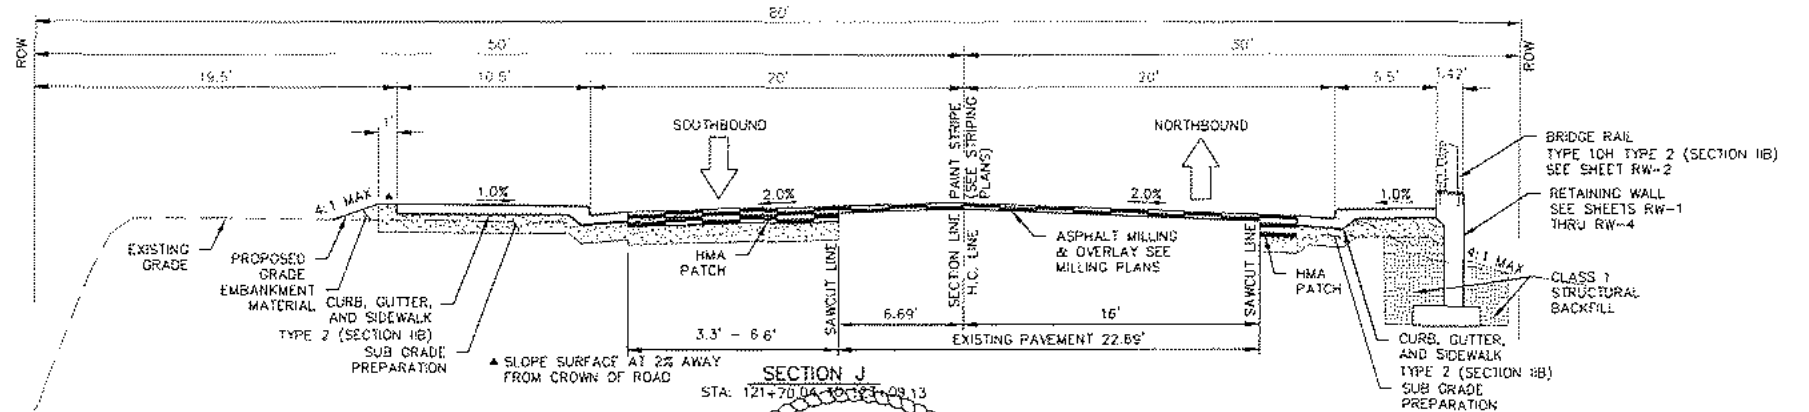 80'
ROW
50'
30'
ROW
19.5'
10.5'
20'
20'
5.5'
1.42'
1'
SOUTHBOUND
PAINT STRIPE
(SEE STRIPING
PLANS)
NORTHBOUND
BRIDGE RAIL
TYPE 10H TYPE 2 (SECTION IIB)
SEE SHEET RW-2
4:1 MAX
1.0%
2.0%
2.0%
1.0%
RETAINING WALL
SEE SHEETS RW-1
THRU RW-4
EXISTING
GRADE
PROPOSED
GRADE
EMBANKMENT
MATERIAL
CURB, GUTTER,
AND SIDEWALK
TYPE 2 (SECTION IIB)
SUB GRADE
PREPARATION
HMA
PATCH
SAWCUT LINE
SECTION LINE
H.C. LINE
ASPHALT MILLING
& OVERLAY SEE
MILLING PLANS
SAWCUT LINE
HMA
PATCH
4:1 MAX
CLASS 1
STRUCTURAL
BACKFILL
6.69'
16'
3.3' - 6.6'
EXISTING PAVEMENT 22.69'
CURB, GUTTER,
AND SIDEWALK
TYPE 2 (SECTION IIB)
SUB GRADE
PREPARATION
▲ SLOPE SURFACE AT 2% AWAY
FROM CROWN OF ROAD
SECTION J
STA: 121+70.04 TO 123+09.13